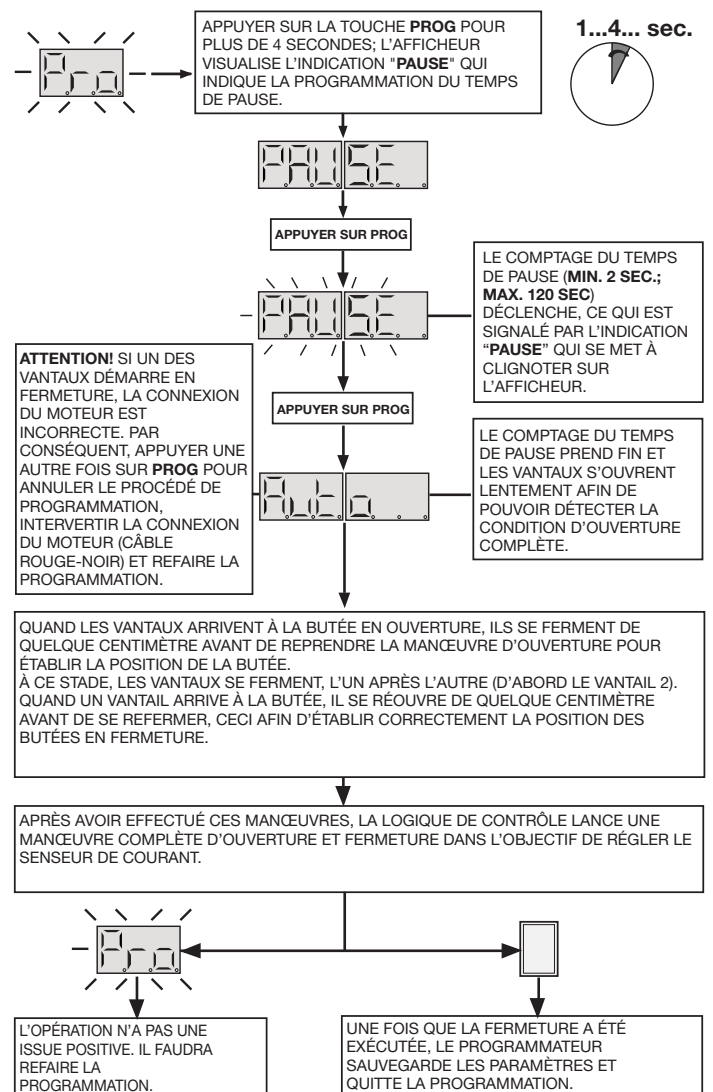 1...4... sec.
Pro
APPUYER SUR LA TOUCHE PROG POUR
PLUS DE 4 SECONDES; L'AFFICHEUR
VISUALISE L'INDICATION "PAUSE" QUI
INDIQUE LA PROGRAMMATION DU TEMPS
DE PAUSE.
PAUSE
APPUYER SUR PROG
PAUSE
LE COMPTAGE DU TEMPS
DE PAUSE (MIN. 2 SEC.;
MAX. 120 SEC)
DÉCLENCHE, CE QUI EST
SIGNALÉ PAR L'INDICATION
“PAUSE” QUI SE MET À
CLIGNOTER SUR
L'AFFICHEUR.
APPUYER SUR PROG
ATTENTION! SI UN DES
VANTAUX DÉMARRE EN
FERMETURE, LA CONNEXION
DU MOTEUR EST
INCORRECTE. PAR
CONSÉQUENT, APPUYER UNE
AUTRE FOIS SUR PROG POUR
ANNULER LE PROCÉDÉ DE
PROGRAMMATION,
INTERVERTIR LA CONNEXION
DU MOTEUR (CÂBLE
ROUGE-NOIR) ET REFAIRE LA
PROGRAMMATION.
Auto
LE COMPTAGE DU TEMPS
DE PAUSE PREND FIN ET
LES VANTAUX S'OUVRENT
LENTEMENT AFIN DE
POUVOIR DÉTECTER LA
CONDITION D'OUVERTURE
COMPLÈTE.
QUAND LES VANTAUX ARRIVENT À LA BUTÉE EN OUVERTURE, ILS SE FERMENT DE
QUELQUE CENTIMÈTRE AVANT DE REPRENDRE LA MANŒUVRE D'OUVERTURE POUR
ÉTABLIR LA POSITION DE LA BUTÉE.
À CE STADE, LES VANTAUX SE FERMENT, L'UN APRÈS L'AUTRE (D'ABORD LE VANTAIL 2).
QUAND UN VANTAIL ARRIVE À LA BUTÉE, IL SE RÉOUVRE DE QUELQUE CENTIMÈTRE
AVANT DE SE REFERMER, CECI AFIN D'ÉTABLIR CORRECTEMENT LA POSITION DES
BUTÉES EN FERMETURE.
APRÈS AVOIR EFFECTUÉ CES MANŒUVRES, LA LOGIQUE DE CONTRÔLE LANCE UNE
MANŒUVRE COMPLÈTE D'OUVERTURE ET FERMETURE DANS L'OBJECTIF DE RÉGLER LE
SENSEUR DE COURANT.
Pro
L'OPÉRATION N'A PAS UNE
ISSUE POSITIVE. IL FAUDRA
REFAIRE LA
PROGRAMMATION.
UNE FOIS QUE LA FERMETURE A ÉTÉ
EXÉCUTÉE, LE PROGRAMMATEUR
SAUVEGARDE LES PARAMÈTRES ET
QUITTE LA PROGRAMMATION.